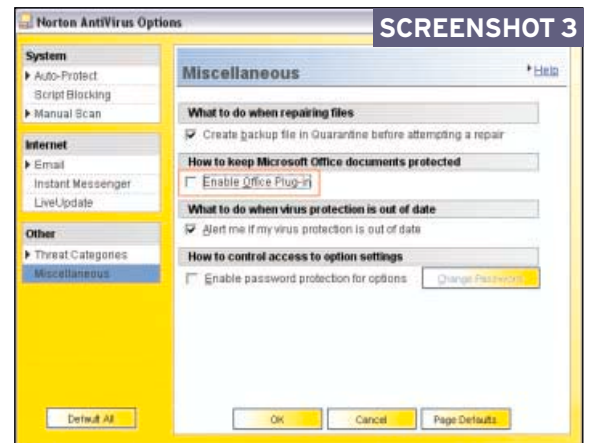 Norton AntiVirus Options
SCREENSHOT 3
System
Auto-Protect
Script Blocking
Manual Scan
Internet
Email
Instant Messenger
LiveUpdate
Other
Threat Categories
Miscellaneous
Default All
Miscellaneous
Help
What to do when repairing files
Create backup file in Quarantine before attempting a repair
How to keep Microsoft Office documents protected
Enable Office Plug-in
What to do when virus protection is out of date
Alert me if my virus protection is out of date
How to control access to option settings
Enable password protection for options
Change Password
OK
Cancel
Page Defaults